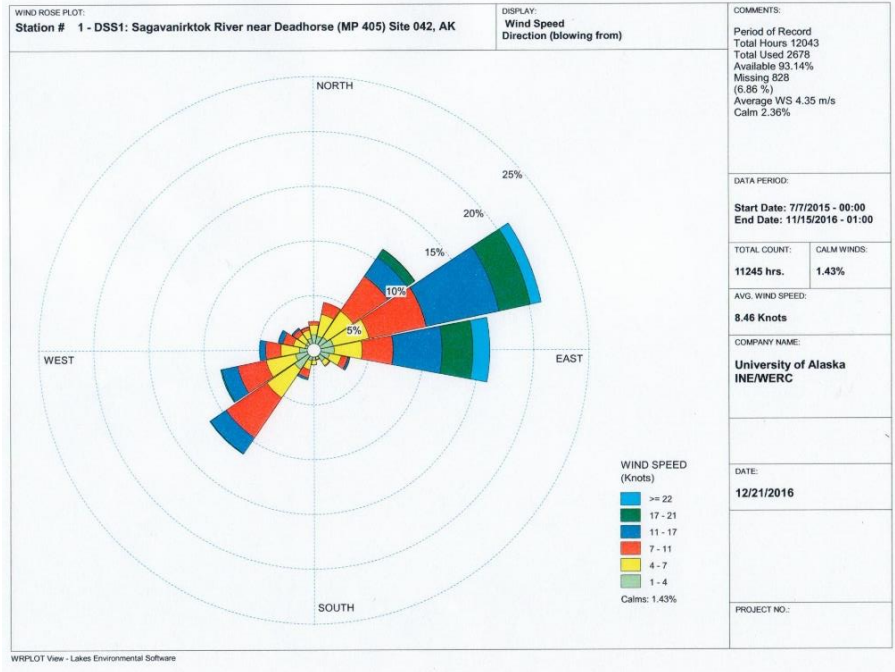 WIND ROSE PLOT:
Station # 1 - DSS1: Sagavanirktok River near Deadhorse (MP 405) Site 042, AK
DISPLAY:
Wind Speed
Direction (blowing from)
COMMENTS:
Period of Record
Total Hours 12043
Total Used 2678
Available 93.14%
Missing 828
(6.86 %)
Average WS 4.35 m/s
Calm 2.36%
NORTH
25%
20%
15%
10%
5%
WEST
EAST
SOUTH
WIND SPEED
(Knots)
>= 22
17 - 21
11 - 17
7 - 11
4 - 7
1 - 4
Calms: 1.43%
DATA PERIOD:
Start Date: 7/7/2015 - 00:00
End Date: 11/15/2016 - 01:00
TOTAL COUNT:
11245 hrs.
CALM WINDS:
1.43%
AVG. WIND SPEED:
8.46 Knots
COMPANY NAME:
University of Alaska
INE/WERC
DATE:
12/21/2016
PROJECT NO.:
WRPLOT View - Lakes Environmental Software